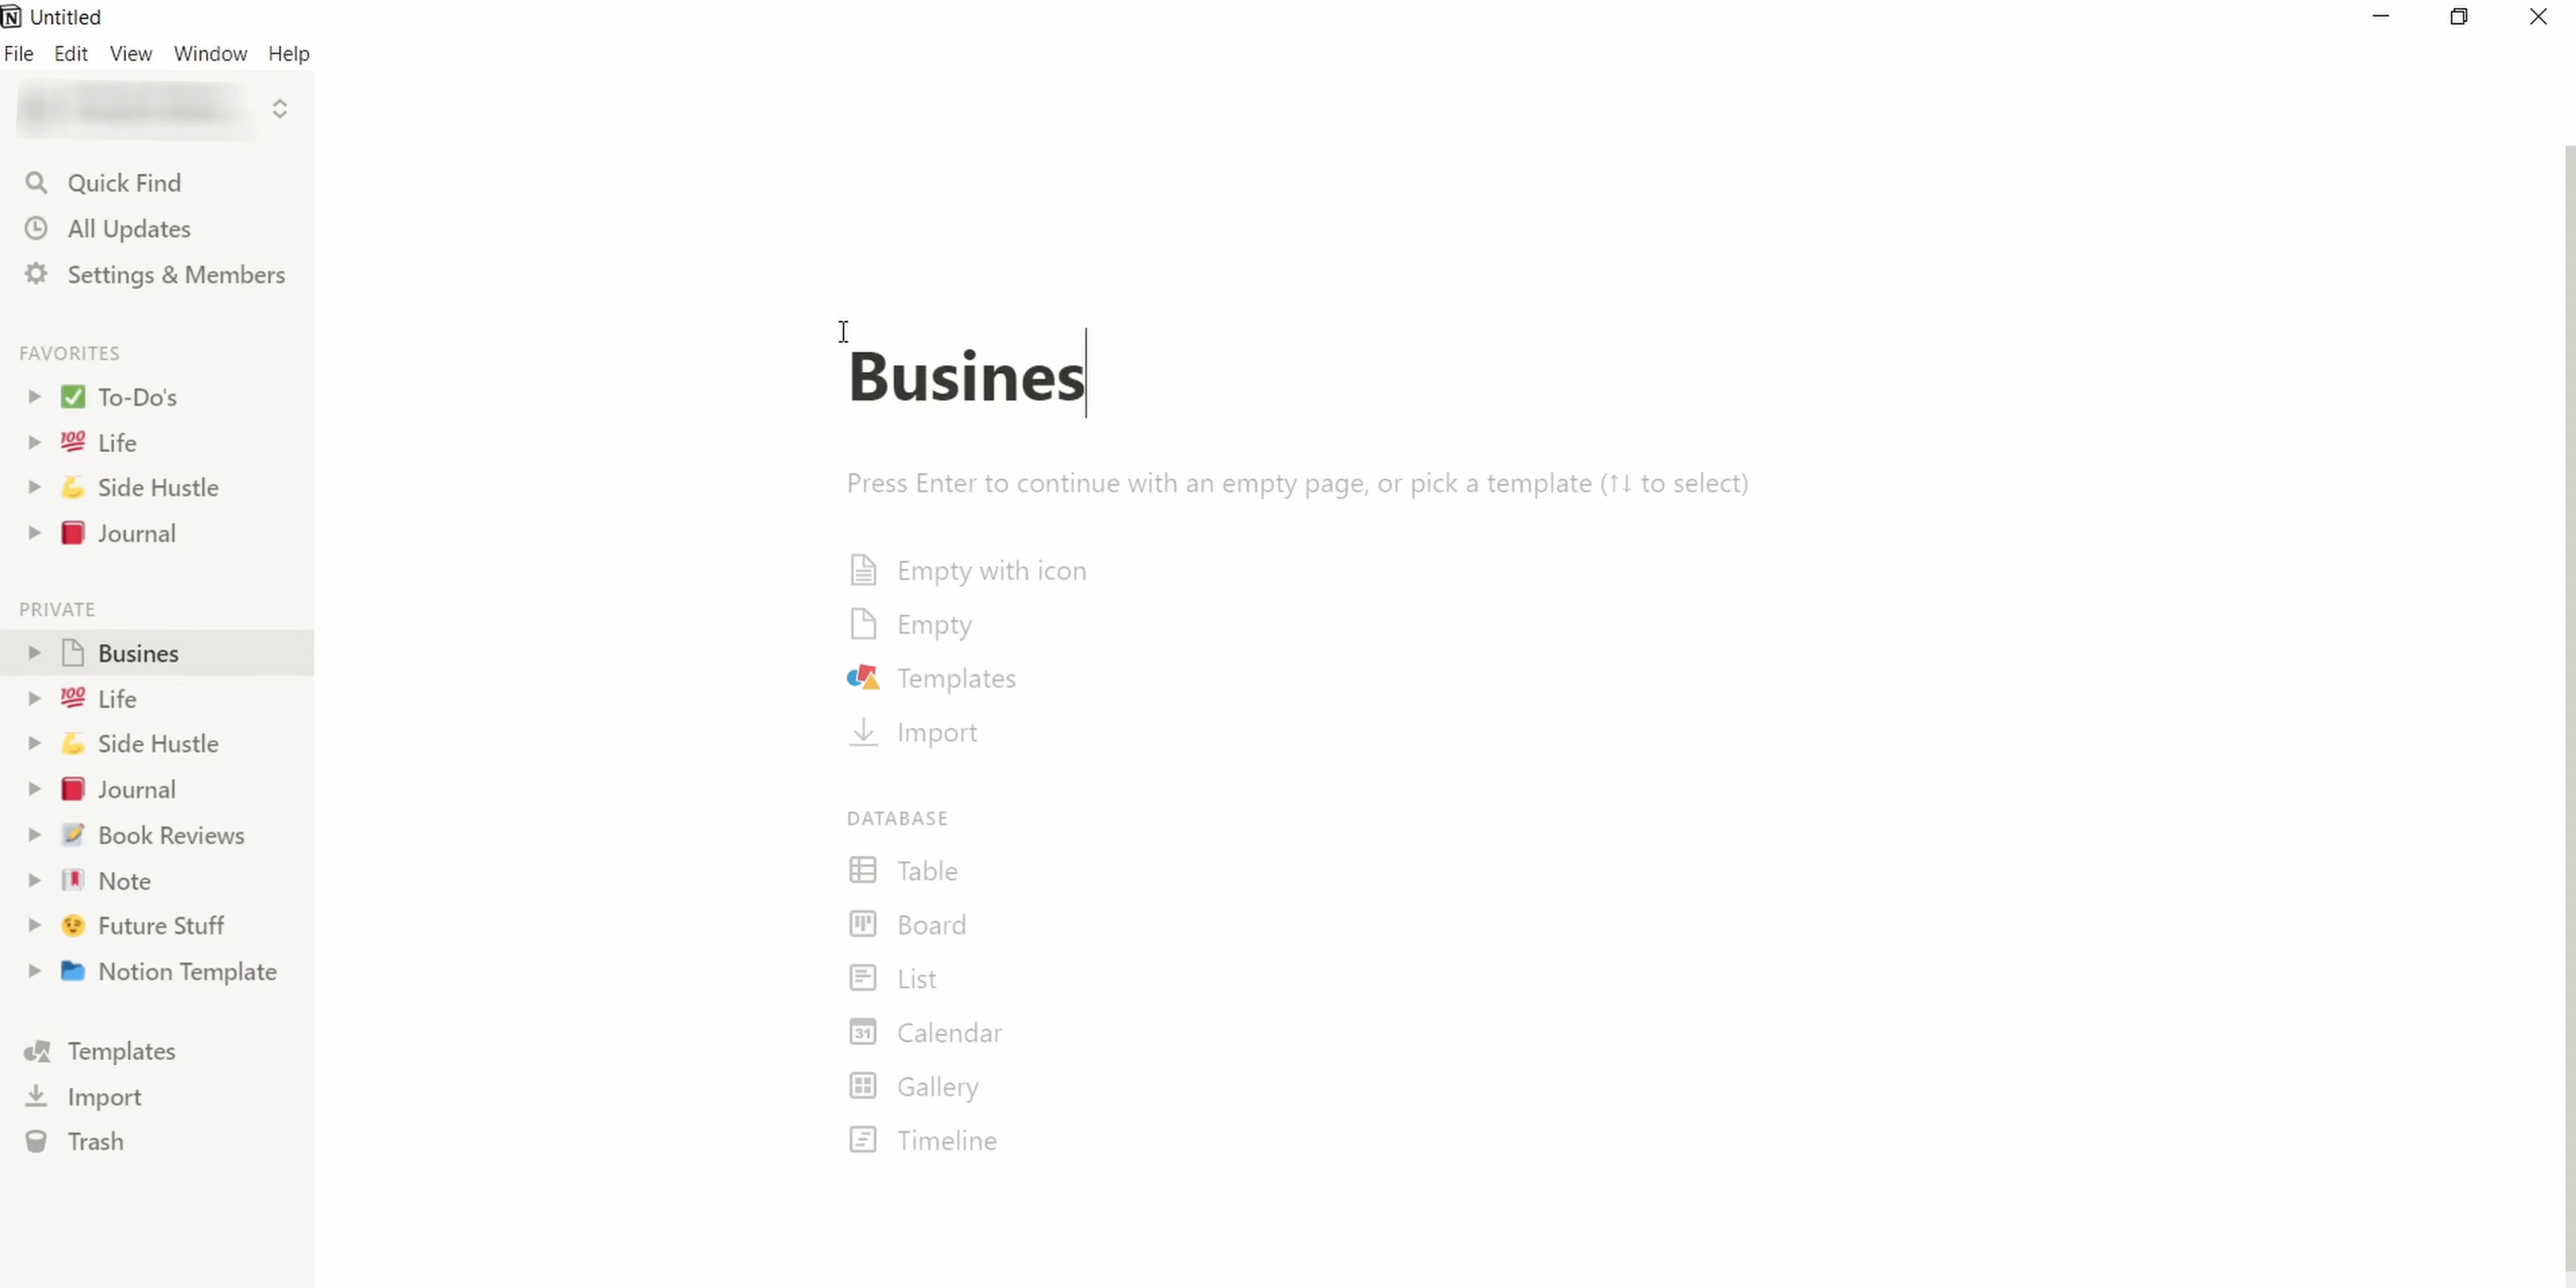 Untitled
File Edit View Window Help
Quick Find
All Updates
Settings & Members
FAVORITES
To-Do's
Life
Side Hustle
Journal
PRIVATE
Busines
Life
Side Hustle
Journal
Book Reviews
Note
Future Stuff
Notion Template
Templates
Import
Trash
Busines
Press Enter to continue with an empty page, or pick a template (↑↓ to select)
Empty with icon
Empty
Templates
Import
DATABASE
Table
Board
List
Calendar
Gallery
Timeline